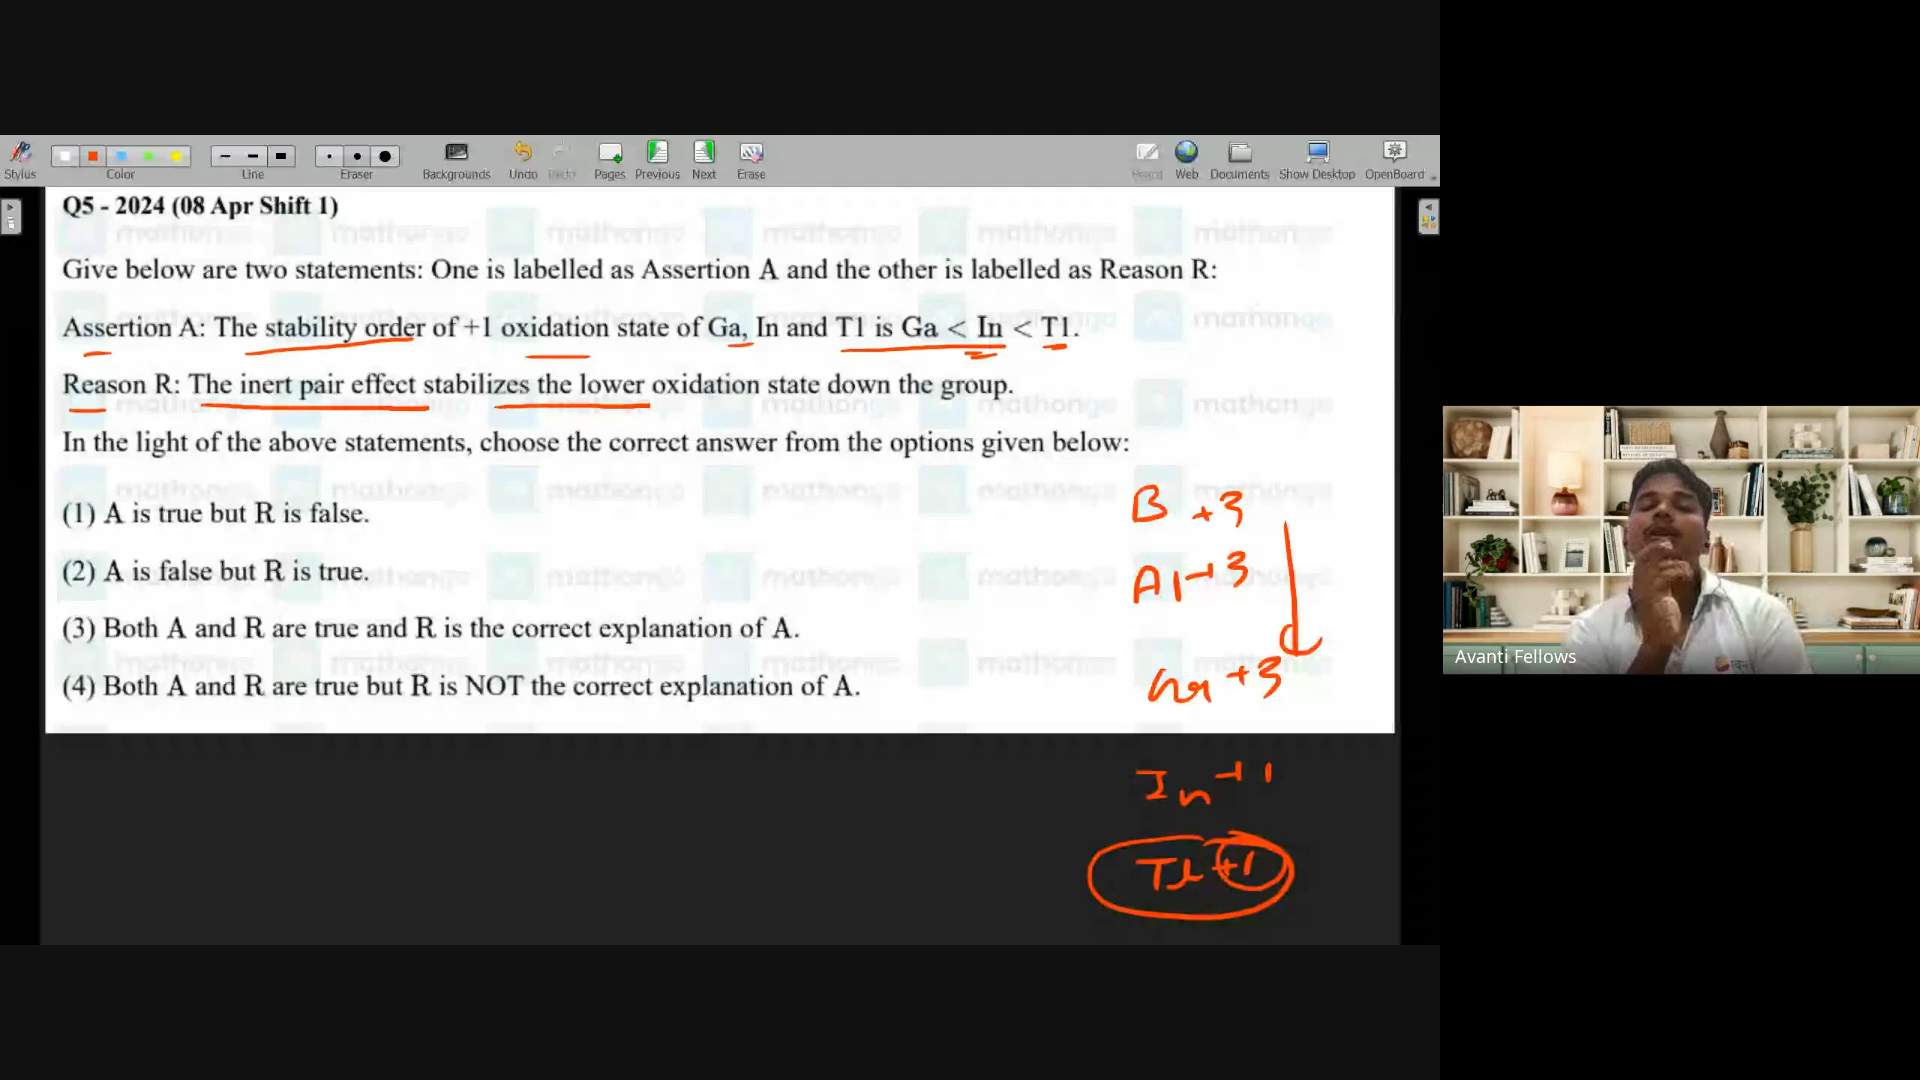 Stylus
Color
Line
Eraser
Backgrounds
Undo
Redo
Pages
Previous
Next
Erase
Board
Web
Documents
Show Desktop
OpenBoard
Q5 - 2024 (08 Apr Shift 1)
Give below are two statements: One is labelled as Assertion A and the other is labelled as Reason R:
Assertion A: The stability order of +1 oxidation state of Ga, In and T1 is Ga < In < T1.
Reason R: The inert pair effect stabilizes the lower oxidation state down the group.
In the light of the above statements, choose the correct answer from the options given below:
(1) A is true but R is false.
(2) A is false but R is true.
(3) Both A and R are true and R is the correct explanation of A.
(4) Both A and R are true but R is NOT the correct explanation of A.
B +3
Al +3
Ga +3
In +1
Tl +1
mathongo
Avanti Fellows